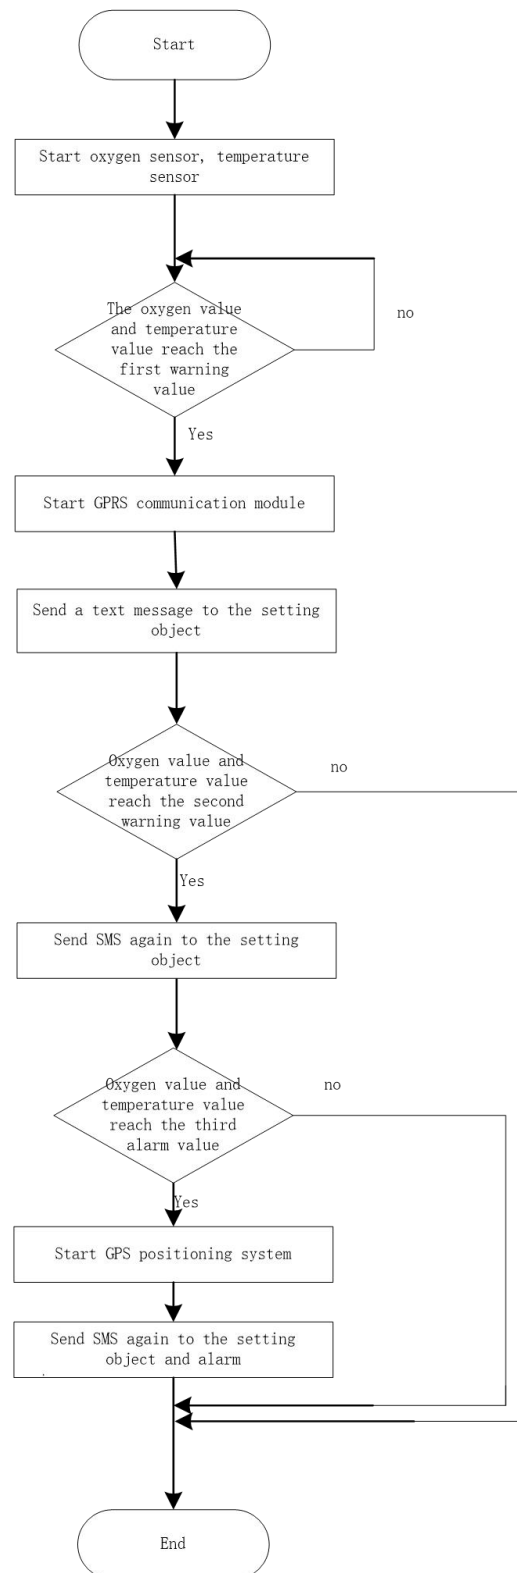 Start
Start oxygen sensor, temperature
sensor
The oxygen value
and temperature
value reach the
first warning
value
no
Yes
Start GPRS communication module
Send a text message to the setting
object
Oxygen value and
temperature value
reach the second
warning value
no
Yes
Send SMS again to the setting
object
Oxygen value and
temperature value
reach the third
alarm value
no
Yes
Start GPS positioning system
Send SMS again to the setting
object and alarm
End